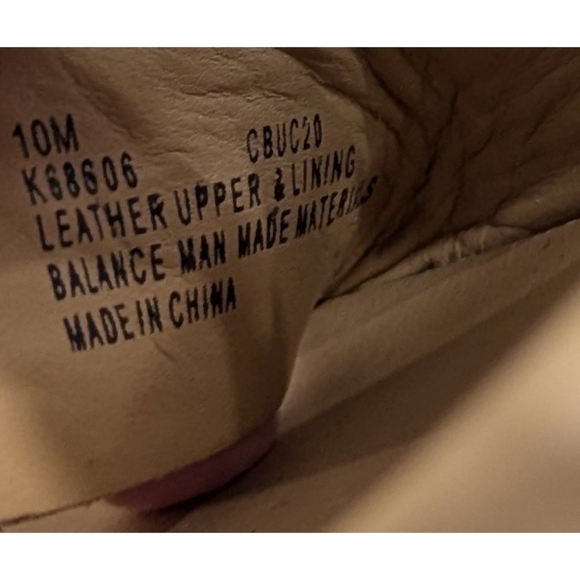 10M CBUC20
K68606
LEATHER UPPER & LINING
BALANCE MAN MADE MATERIALS
MADE IN CHINA